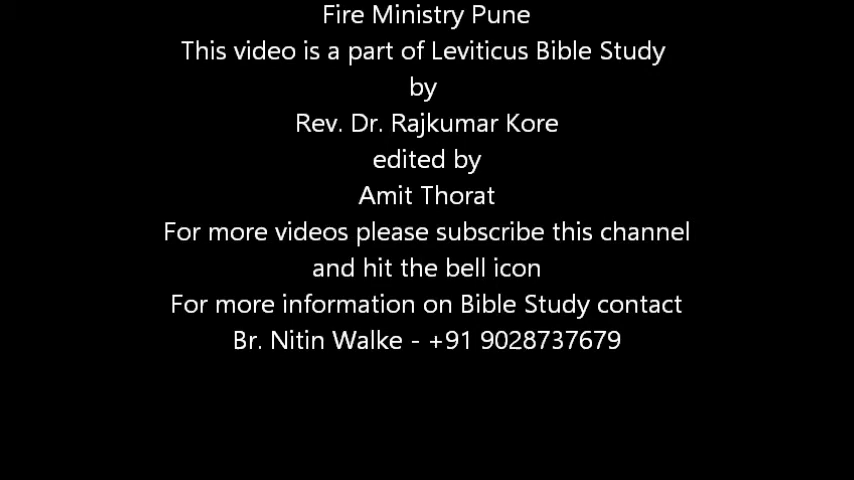 Fire Ministry Pune
This video is a part of Leviticus Bible Study
by
Rev. Dr. Rajkumar Kore
edited by
Amit Thorat
For more videos please subscribe this channel
and hit the bell icon
For more information on Bible Study contact
Br. Nitin Walke - +91 9028737679